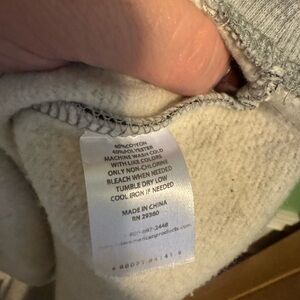 60%COTTON
40%POLYESTER
MACHINE WASH COLD
WITH LIKE COLORS
ONLY NON-CHLORINE
BLEACH WHEN NEEDED
TUMBLE DRY LOW
COOL IRON IF NEEDED
MADE IN CHINA
RN 29360